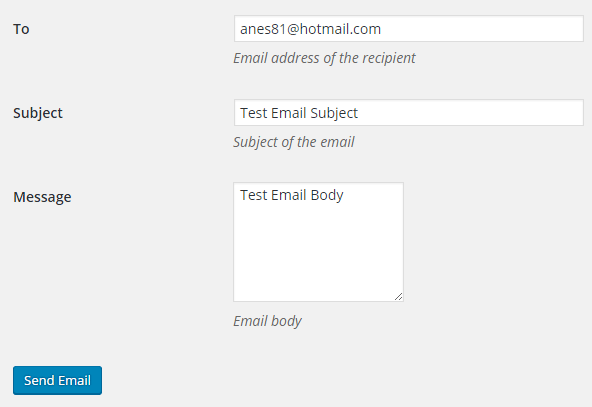 To
anes81@hotmail.com
Email address of the recipient
Subject
Test Email Subject
Subject of the email
Message
Test Email Body
Email body
Send Email